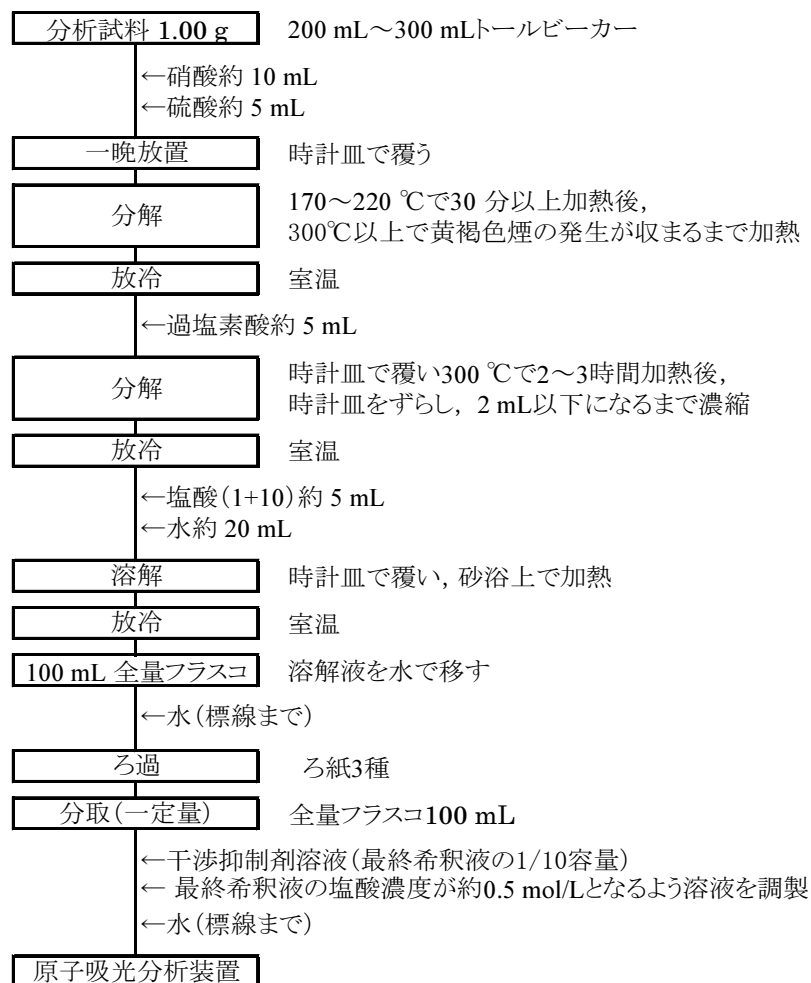 分析試料 1.00 g 200 mL～300 mLトールビーカー
←硝酸約 10 mL
←硫酸約 5 mL
一晩放置 時計皿で覆う
分解 170～220 ℃で30 分以上加熱後，
300℃以上で黄褐色煙の発生が収まるまで加熱
放冷 室温
←過塩素酸約 5 mL
分解 時計皿で覆い300 ℃で2～3時間加熱後，
時計皿をずらし，2 mL以下になるまで濃縮
放冷 室温
←塩酸（1+10）約 5 mL
←水約 20 mL
溶解 時計皿で覆い，砂浴上で加熱
放冷 室温
100 mL 全量フラスコ 溶解液を水で移す
←水（標線まで）
ろ過 ろ紙3種
分取（一定量） 全量フラスコ100 mL
←干渉抑制剤溶液（最終希釈液の1/10容量）
← 最終希釈液の塩酸濃度が約0.5 mol/Lとなるよう溶液を調製
←水（標線まで）
原子吸光分析装置